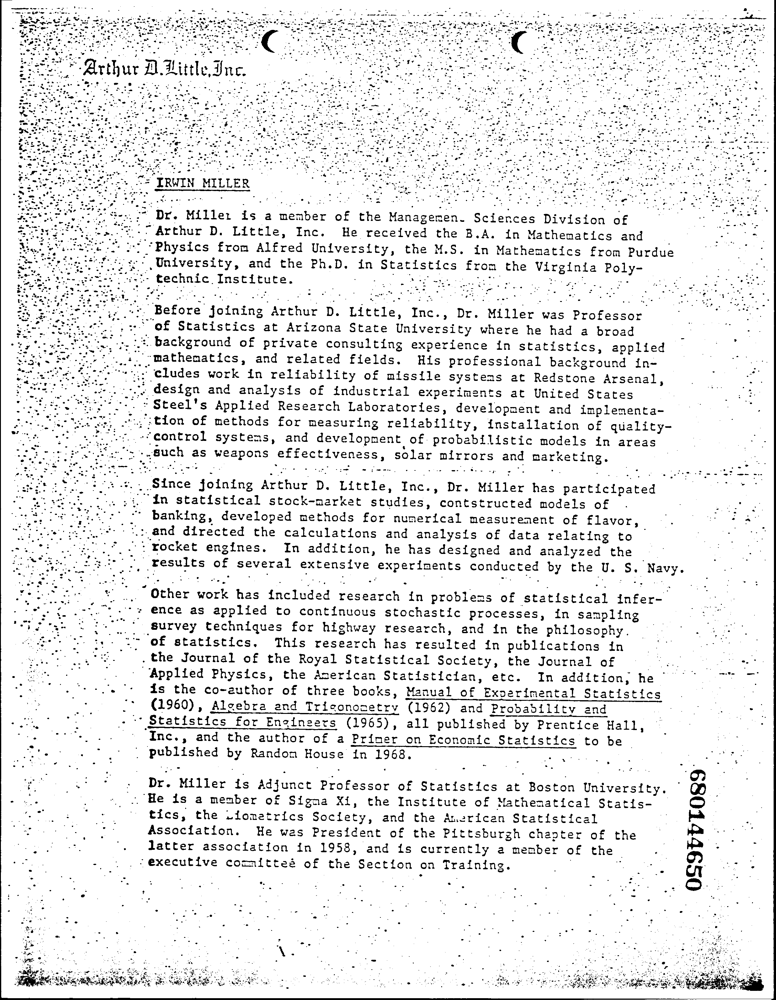 Arthur D. Little, Inc.
IRWIN MILLER
Dr. Miller is a member of the Managemen. Sciences Division of
Arthur D. Little, Inc. He received the B.A. in Mathematics and
Physics from Alfred University, the M.S. in Mathematics from Purdue
University, and the Ph.D. in Statistics from the Virginia Poly-
technic Institute.
Before joining Arthur D. Little, Inc., Dr. Miller was Professor
of Statistics at Arizona State University where he had a broad
background of private consulting experience in statistics, applied
mathematics, and related fields. His professional background in-
cludes work in reliability of missile systems at Redstone Arsenal,
design and analysis of industrial experiments at United States
Steel's Applied Research Laboratories, development and implementa-
tion of methods for measuring reliability, installation of quality-
control systems, and development of probabilistic models in areas
such as weapons effectiveness, solar mirrors and marketing.
Since joining Arthur D. Little, Inc., Dr. Miller has participated
in statistical stock-market studies, contstructed models of
banking, developed methods for numerical measurement of flavor,
and directed the calculations and analysis of data relating to
rocket engines. In addition, he has designed and analyzed the
results of several extensive experiments conducted by the U. S. Navy.
Other work has included research in problems of statistical infer-
ence as applied to continuous stochastic processes, in sampling
survey techniques for highway research, and in the philosophy
of statistics. This research has resulted in publications in
the Journal of the Royal Statistical Society, the Journal of
Applied Physics, the American Statistician, etc. In addition, he
is the co-author of three books, Manual of Experimental Statistics
(1960), Algebra and Trigonometry (1962) and Probability and
Statistics for Engineers (1965), all published by Prentice Hall,
Inc., and the author of a Primer on Economic Statistics to be
published by Random House in 1968.
Dr. Miller is Adjunct Professor of Statistics at Boston University.
He is a member of Sigma Xi, the Institute of Mathematical Statis-
tics, the Biometrics Society, and the American Statistical
Association. He was President of the Pittsburgh chapter of the
latter association in 1958, and is currently a member of the
executive committee of the Section on Training.
680144650